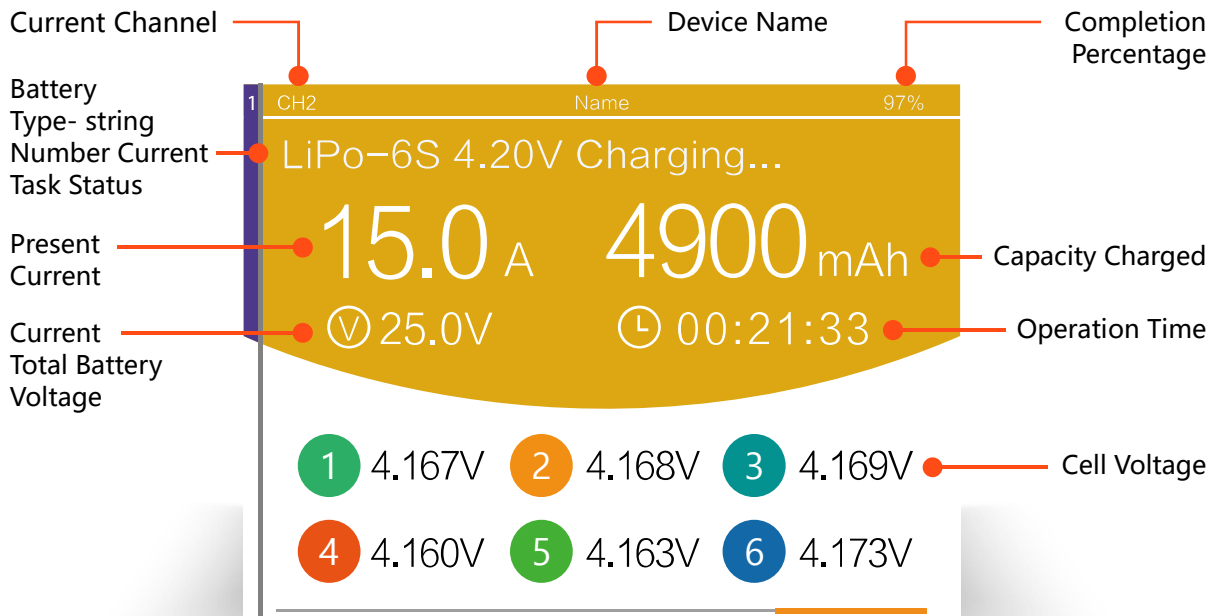 Current Channel
Device Name
Completion
Percentage
Battery
Type- string
Number Current
Task Status
1
CH2
Name
97%
LiPo-6S 4.20V Charging...
Present
Current
15.0 A
4900 mAh
Capacity Charged
Current
Total Battery
Voltage
V 25.0V
00:21:33
Operation Time
1 4.167V 2 4.168V 3 4.169V
Cell Voltage
4 4.160V 5 4.163V 6 4.173V